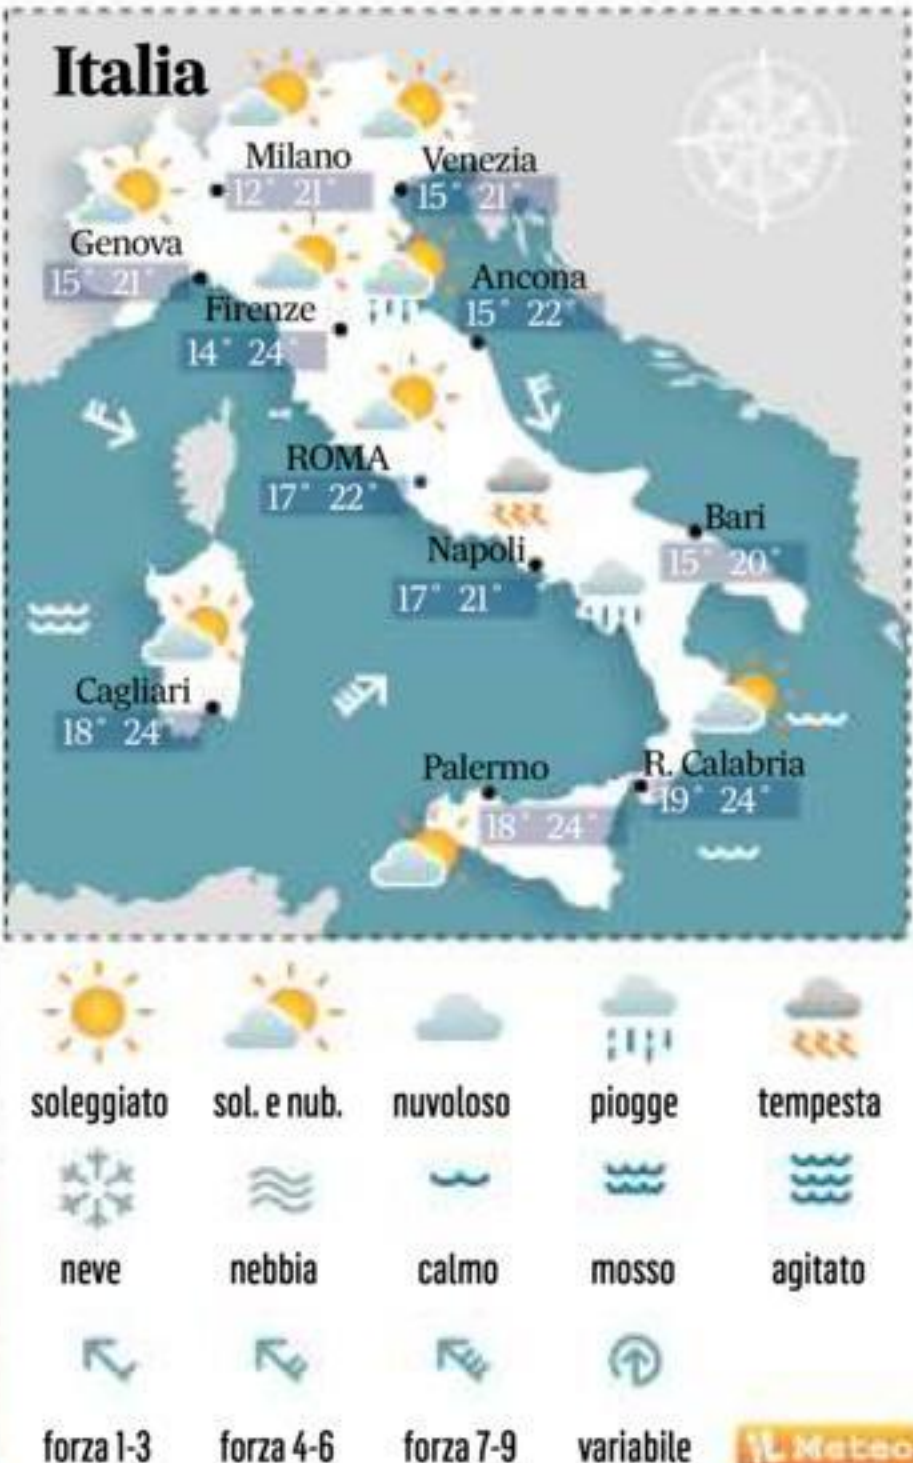 Italia
Milano
12° 21°
Venezia
15° 21°
Genova
15° 21°
Firenze
14° 24°
Ancona
15° 22°
ROMA
17° 22°
Napoli
17° 21°
Bari
15° 20°
Cagliari
18° 24°
Palermo
18° 24°
R. Calabria
19° 24°
soleggiato
sol. e nub.
nuvoloso
piogge
tempesta
neve
nebbia
calmo
mosso
agitato
forza 1-3
forza 4-6
forza 7-9
variabile
Meteo